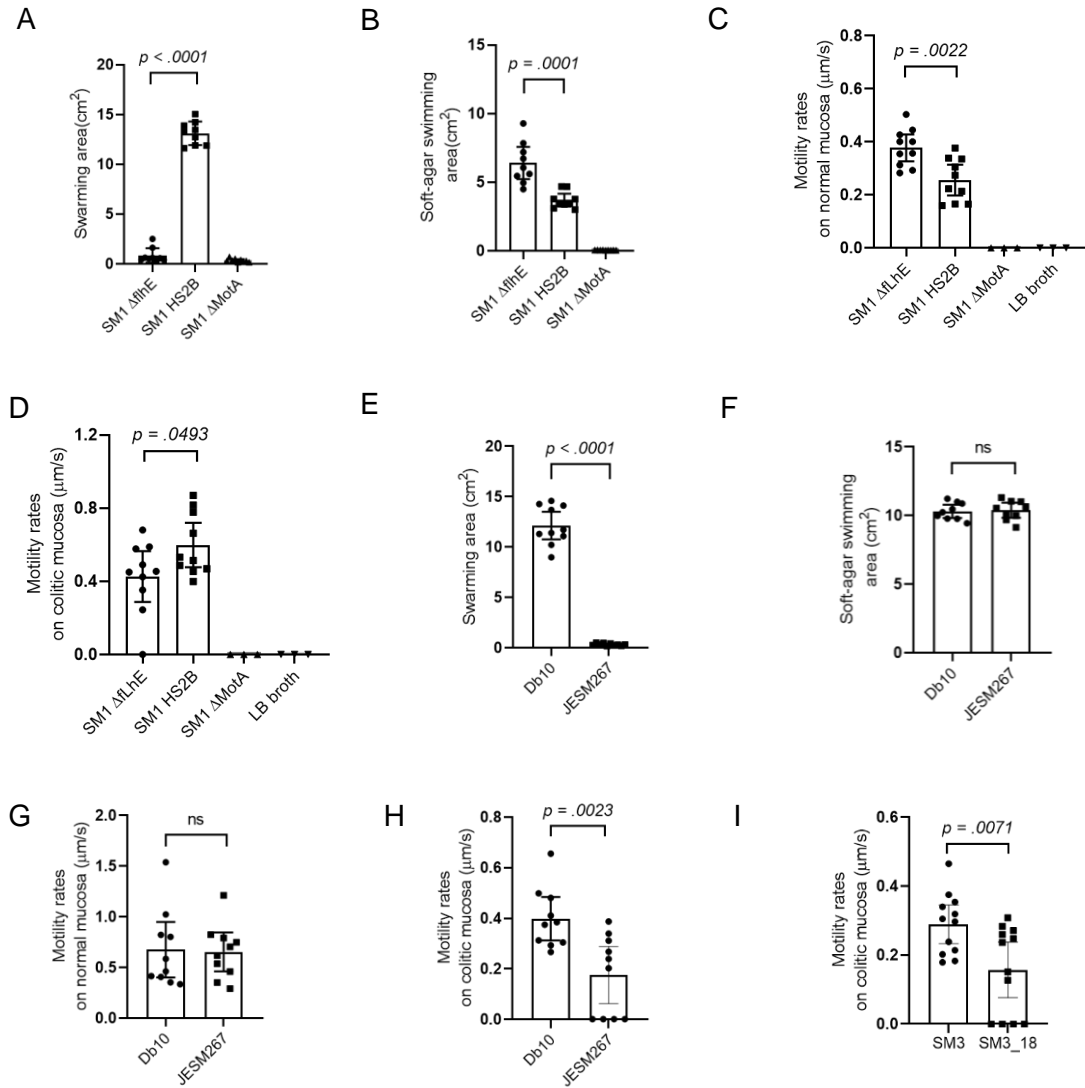 A
p < .0001
Swarming area(cm²)
20
15
10
5
0
SM1 ΔflhE
SM1 HS2B
SM1 ΔMotA
B
p = .0001
Soft-agar swimming
area(cm²)
15
10
5
0
SM1 ΔflhE
SM1 HS2B
SM1 ΔMotA
C
p = .0022
Motility rates
on normal mucosa (μm/s)
0.8
0.6
0.4
0.2
0.0
SM1 ΔfLhE
SM1 HS2B
SM1 ΔMotA
LB broth
D
p = .0493
Motility rates
on colitic mucosa (μm/s)
1.2
0.8
0.4
0.0
SM1 ΔfLhE
SM1 HS2B
SM1 ΔMotA
LB broth
E
p < .0001
Swarming area (cm²)
20
15
10
5
0
Db10
JESM267
F
ns
Soft-agar swimming
area (cm²)
15
10
5
0
Db10
JESM267
G
ns
Motility rates
on normal mucosa (μm/s)
2.0
1.5
1.0
0.5
0.0
Db10
JESM267
H
p = .0023
Motility rates
on colitic mucosa (μm/s)
0.8
0.6
0.4
0.2
0.0
Db10
JESM267
I
p = .0071
Motility rates
on colitic mucosa (μm/s)
0.6
0.4
0.2
0.0
SM3
SM3_18